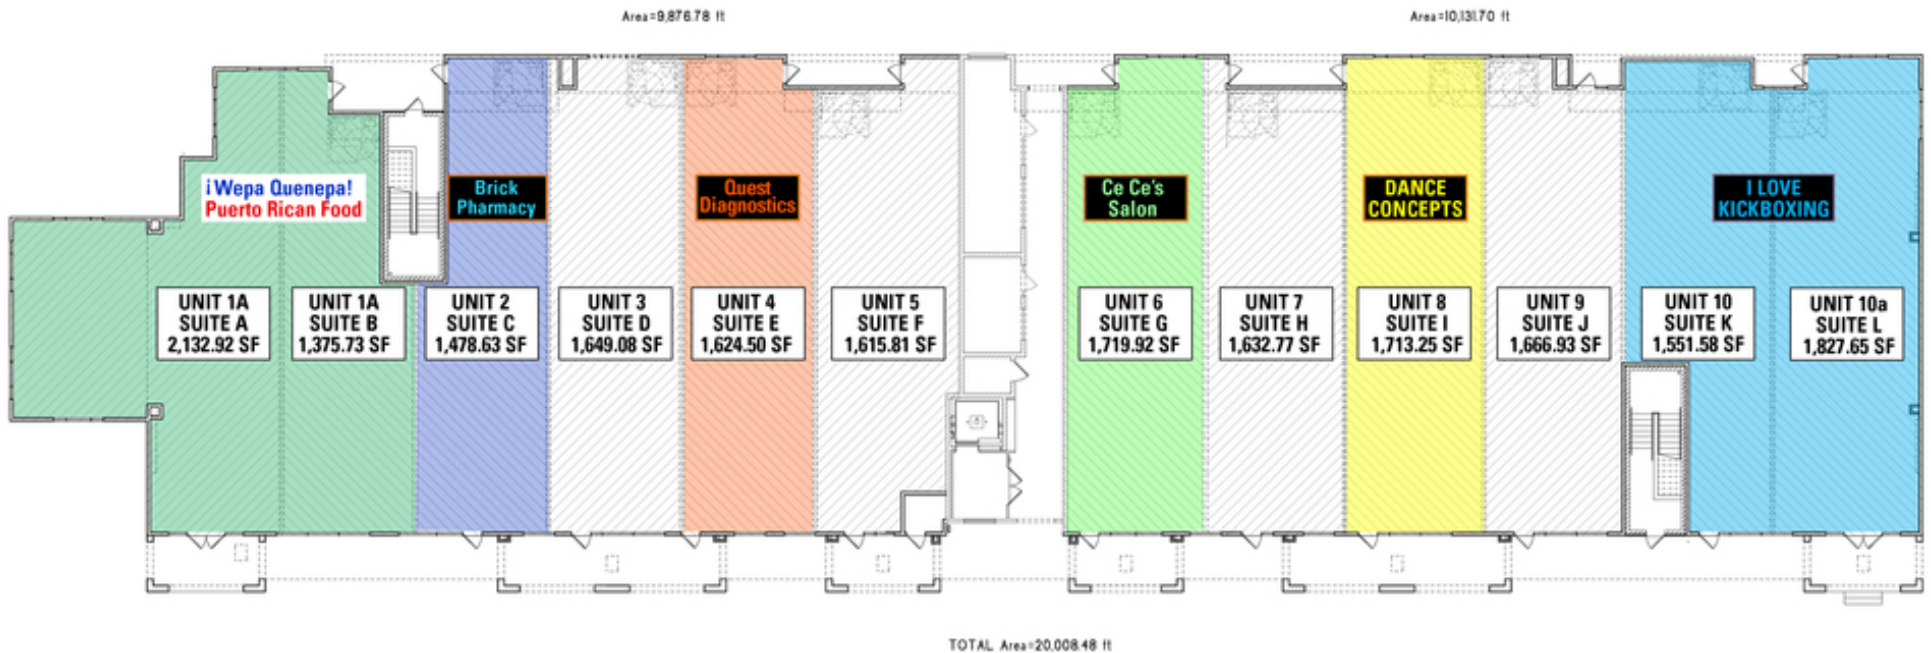 Area=9,876.78 ft
Area=10,131.70 ft
¡Wepa Quenepa!
Puerto Rican Food
Brick
Pharmacy
Quest
Diagnostics
Ce Ce's
Salon
DANCE
CONCEPTS
I LOVE
KICKBOXING
UNIT 1A
SUITE A
2,132.92 SF
UNIT 1A
SUITE B
1,375.73 SF
UNIT 2
SUITE C
1,478.63 SF
UNIT 3
SUITE D
1,649.08 SF
UNIT 4
SUITE E
1,624.50 SF
UNIT 5
SUITE F
1,615.81 SF
UNIT 6
SUITE G
1,719.92 SF
UNIT 7
SUITE H
1,632.77 SF
UNIT 8
SUITE I
1,713.25 SF
UNIT 9
SUITE J
1,666.93 SF
UNIT 10
SUITE K
1,551.58 SF
UNIT 10a
SUITE L
1,827.65 SF
TOTAL Area=20,008.48 ft